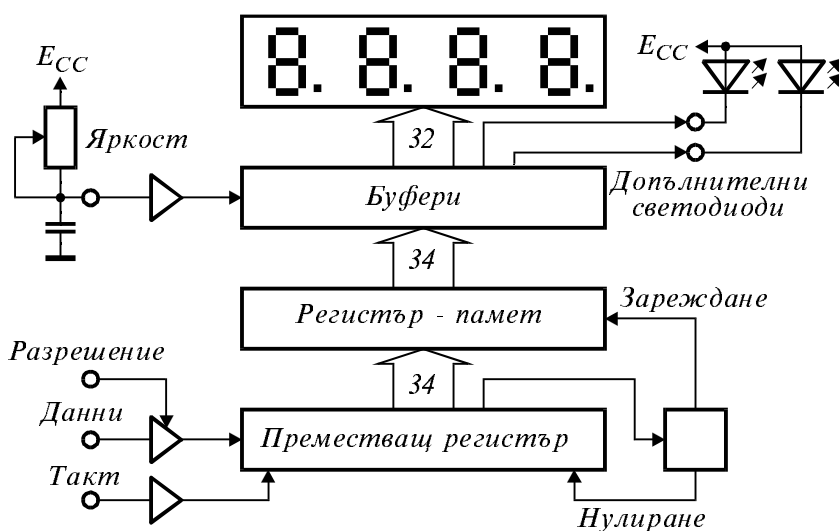 8. 8. 8. 8.
E_CC
E_CC
Яркост
32
Буфери
Допълнителни
светодиоди
34
Зареждане
Регистър - памет
Разрешение
34
Данни
Преместващ регистър
Такт
Нулиране